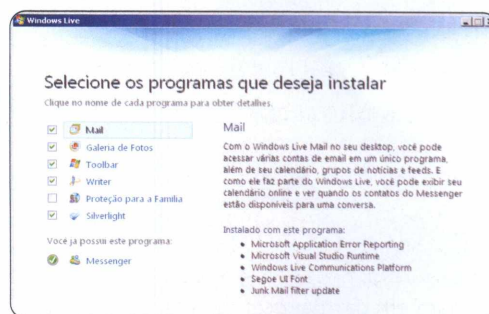 Windows Live
Selecione os programas que deseja instalar
Clique no nome de cada programa para obter detalhes.
Mail
Galeria de Fotos
Toolbar
Writer
Proteção para a Família
Silverlight
Você já possui este programa:
Messenger
Mail
Com o Windows Live Mail no seu desktop, você pode
acessar várias contas de email em um único programa,
além de seu calendário, grupos de notícias e feeds. E
como ele faz parte do Windows Live, você pode exibir seu
calendário online e ver quando os contatos do Messenger
estão disponíveis para uma conversa.
Instalado com este programa:
Microsoft Application Error Reporting
Microsoft Visual Studio Runtime
Windows Live Communications Platform
Segoe UI Font
Junk Mail filter update